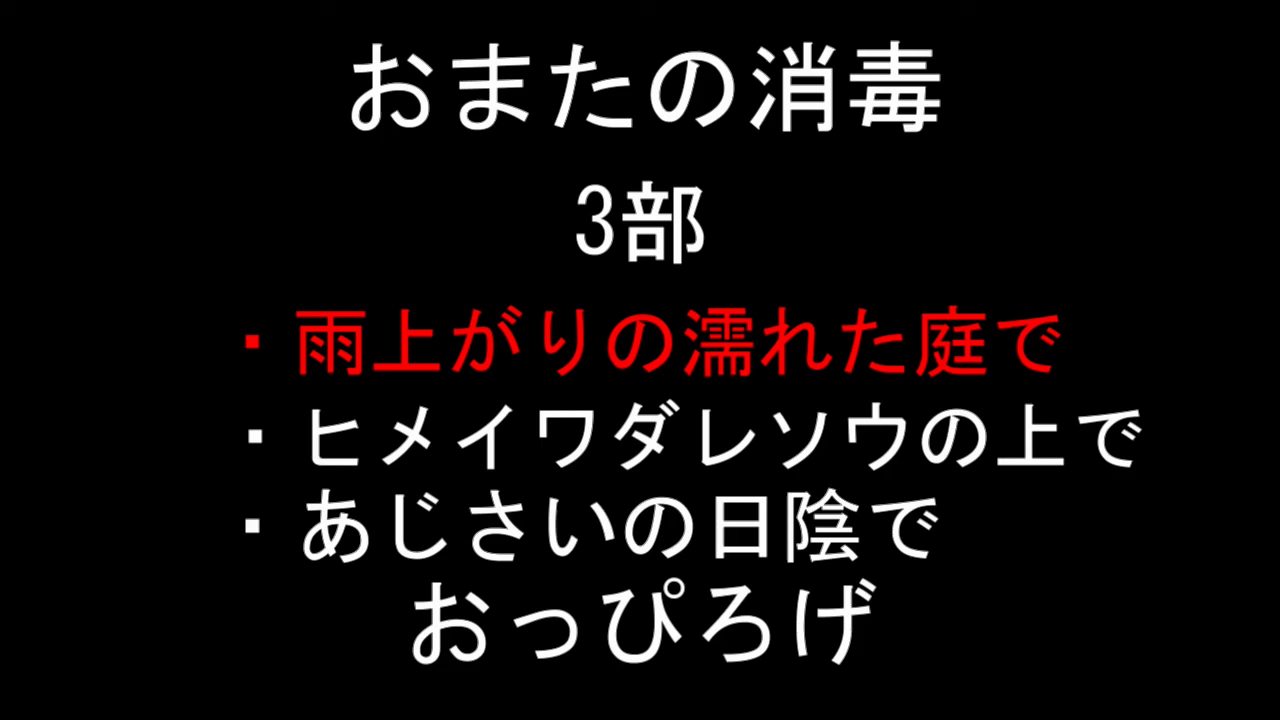 おまたの消毒
3部
・雨上がりの濡れた庭で
・ヒメイワダレソウの上で
・あじさいの日陰で
おっぴろげ